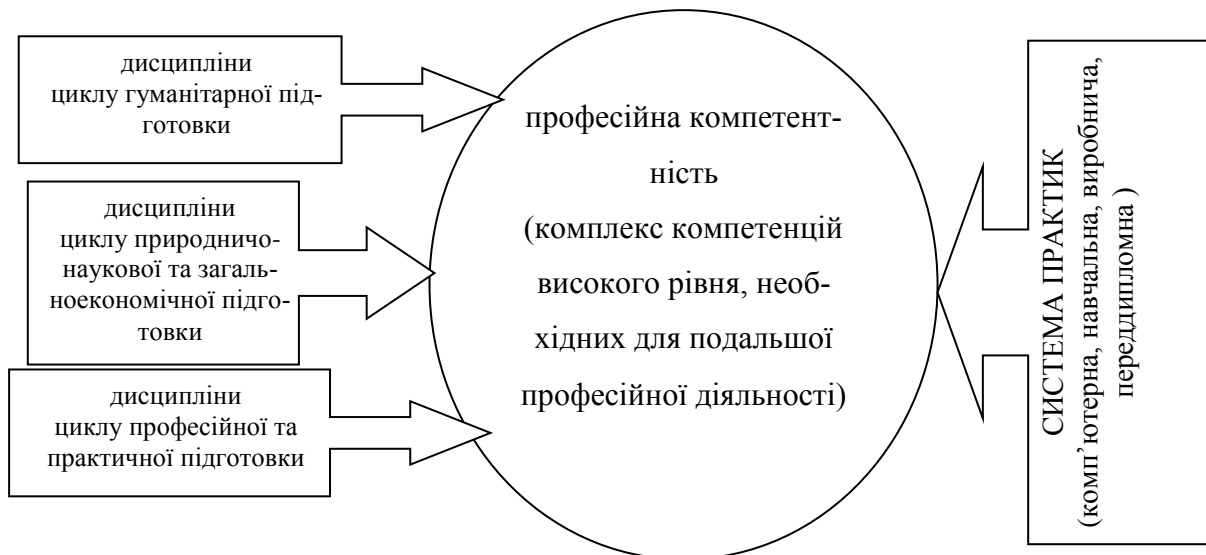 дисципліни
циклу гуманітарної під-
готовки
дисципліни
циклу природничо-
наукової та загаль-
ноекономічної підго-
товки
дисципліни
циклу професійної та
практичної підготовки
професійна компетент-
ність
(комплекс компетенцій
високого рівня, необ-
хідних для подальшої
професійної діяльності)
СИСТЕМА ПРАКТИК
(комп’ютерна, навчальна, виробнича,
переддипломна )